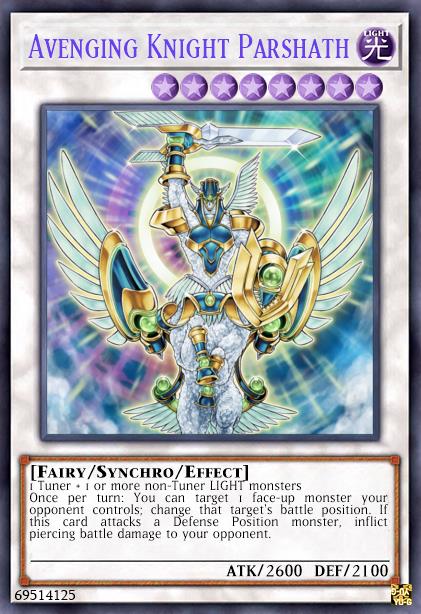 AVENGING KNIGHT PARSHATH
LIGHT
光
[FAIRY/SYNCHRO/EFFECT]
1 Tuner + 1 or more non-Tuner LIGHT monsters
Once per turn: You can target 1 face-up monster your
opponent controls; change that target's battle position. If
this card attacks a Defense Position monster, inflict
piercing battle damage to your opponent.
ATK/2600 DEF/2100
69514125